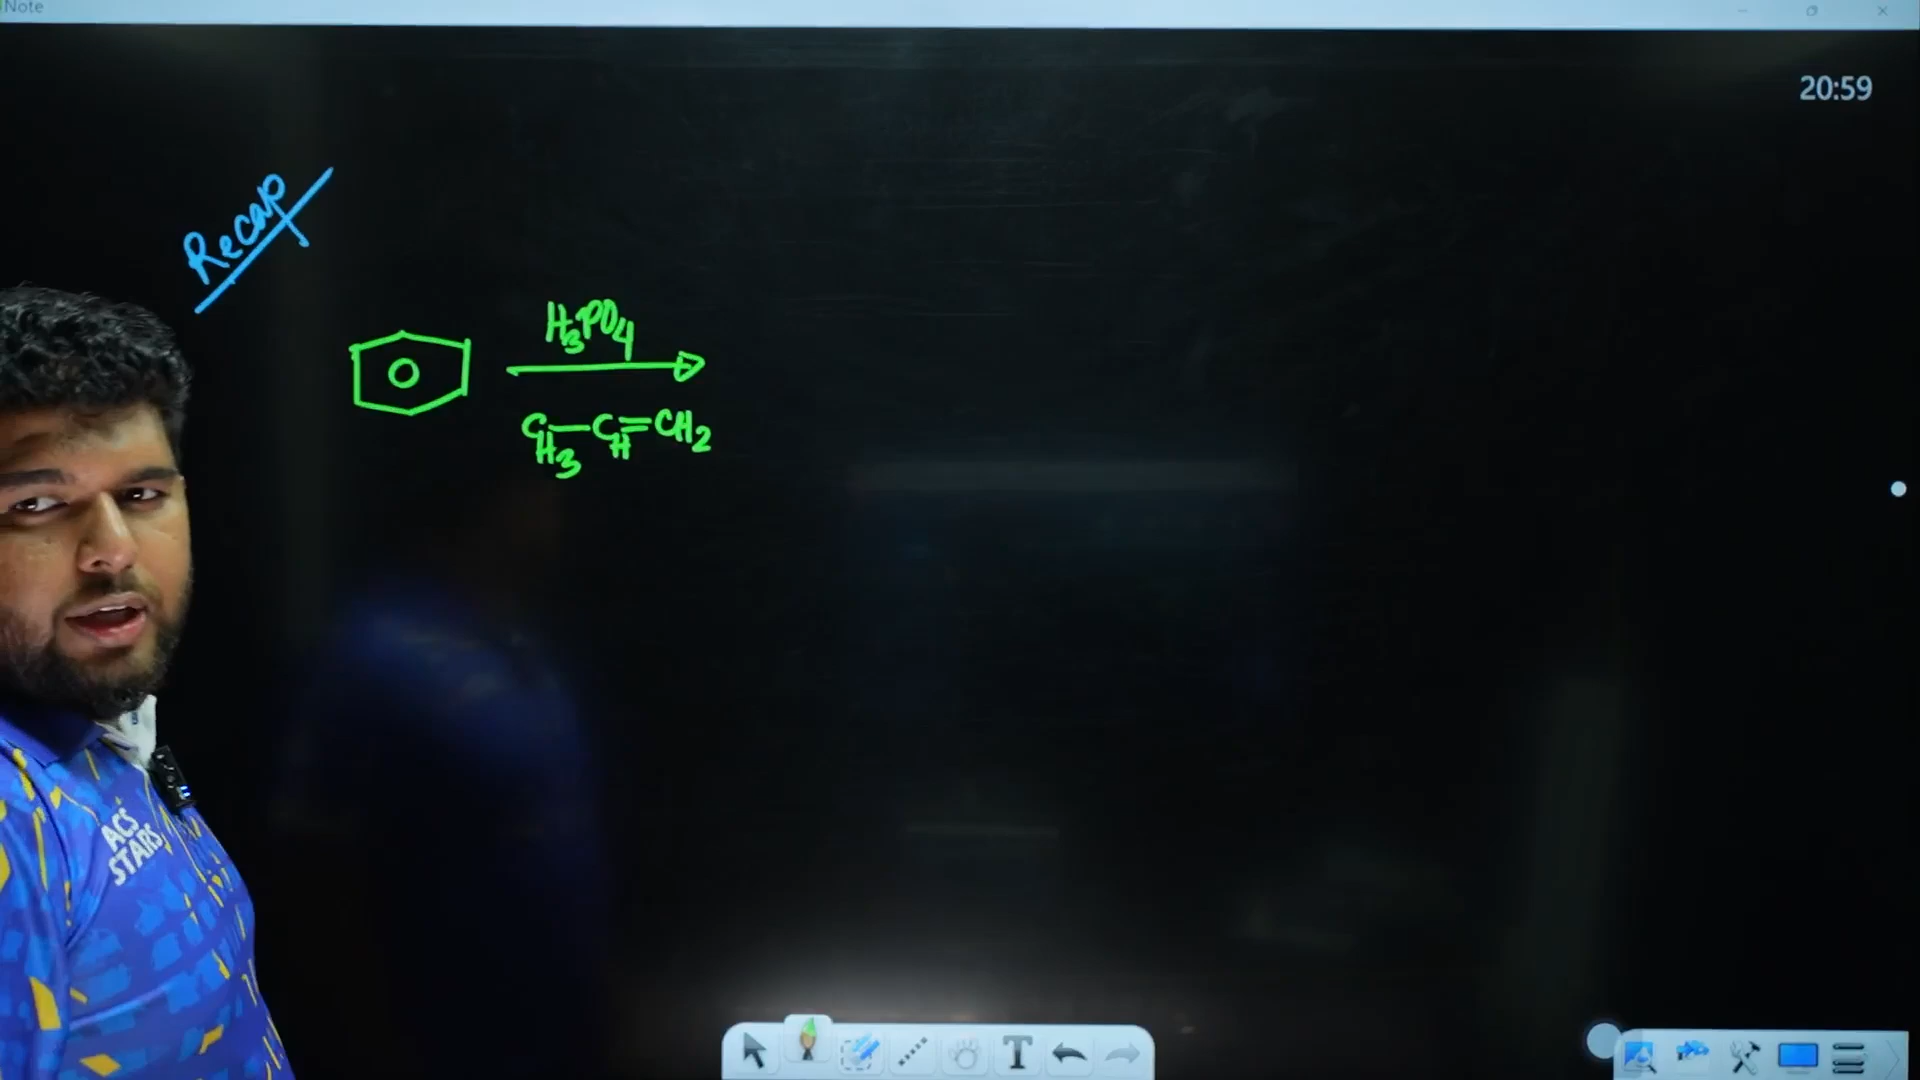 Note
20:59
Recap
H₃PO₄
CH₃—CH=CH₂
ACS
STARS
T